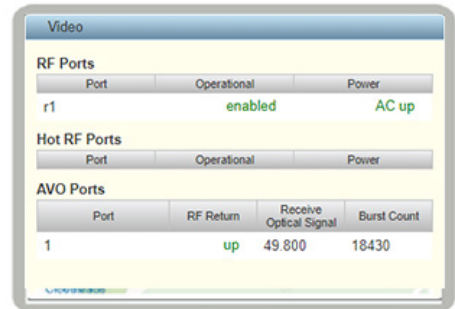 Video
RF Ports
Port Operational Power
r1 enabled AC up
Hot RF Ports
Port Operational Power
AVO Ports
Port RF Return Receive Optical Signal Burst Count
1 up 49.800 18430